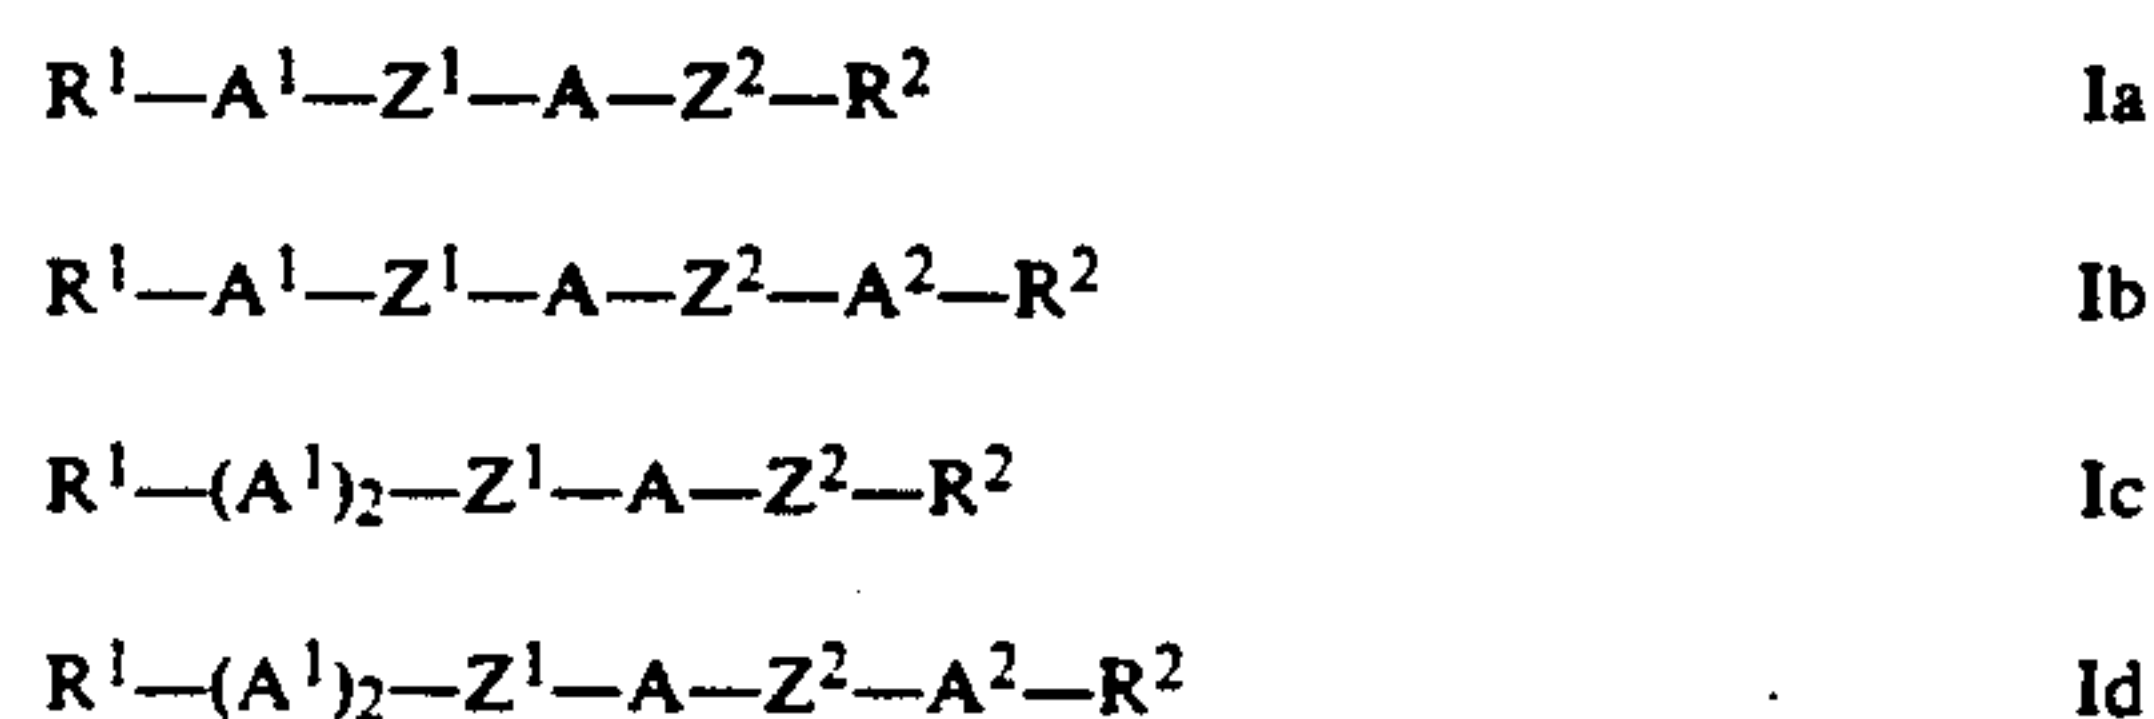 R¹—A¹—Z¹—A—Z²—R² Ia
R¹—A¹—Z¹—A—Z²—A²—R² Ib
R¹—(A¹)₂—Z¹—A—Z²—R² Ic
R¹—(A¹)₂—Z¹—A—Z²—A²—R² Id